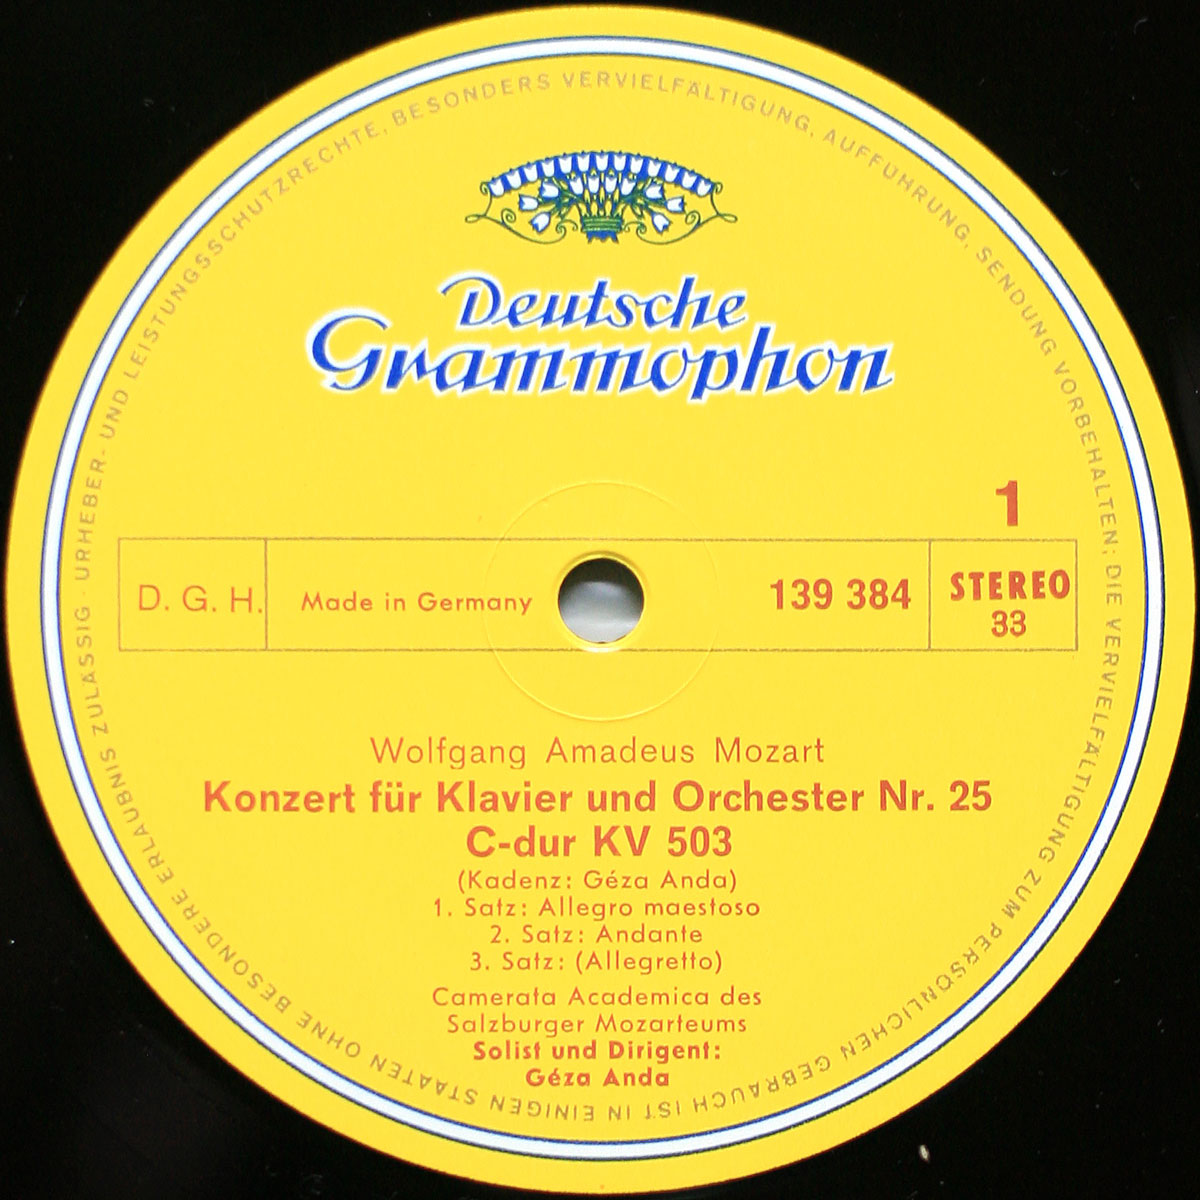 URHEBER- UND LEISTUNGSSCHUTZRECHTE, BESONDERS VERVIELFÄLTIGUNG, AUFFÜHRUNG, SENDUNG VORBEHALTEN; DIE VERVIELFÄLTIGUNG ZUM PERSÖNLICHEN GEBRAUCH IST IN EINIGEN STAATEN OHNE BESONDERE ERLAUBNIS ZULÄSSIG ·
Deutsche
Grammophon
1
D. G. H.
Made in Germany
139 384
STEREO
33
Wolfgang Amadeus Mozart
Konzert für Klavier und Orchester Nr. 25
C-dur KV 503
(Kadenz: Géza Anda)
1. Satz: Allegro maestoso
2. Satz: Andante
3. Satz: (Allegretto)
Camerata Academica des
Salzburger Mozarteums
Solist und Dirigent:
Géza Anda